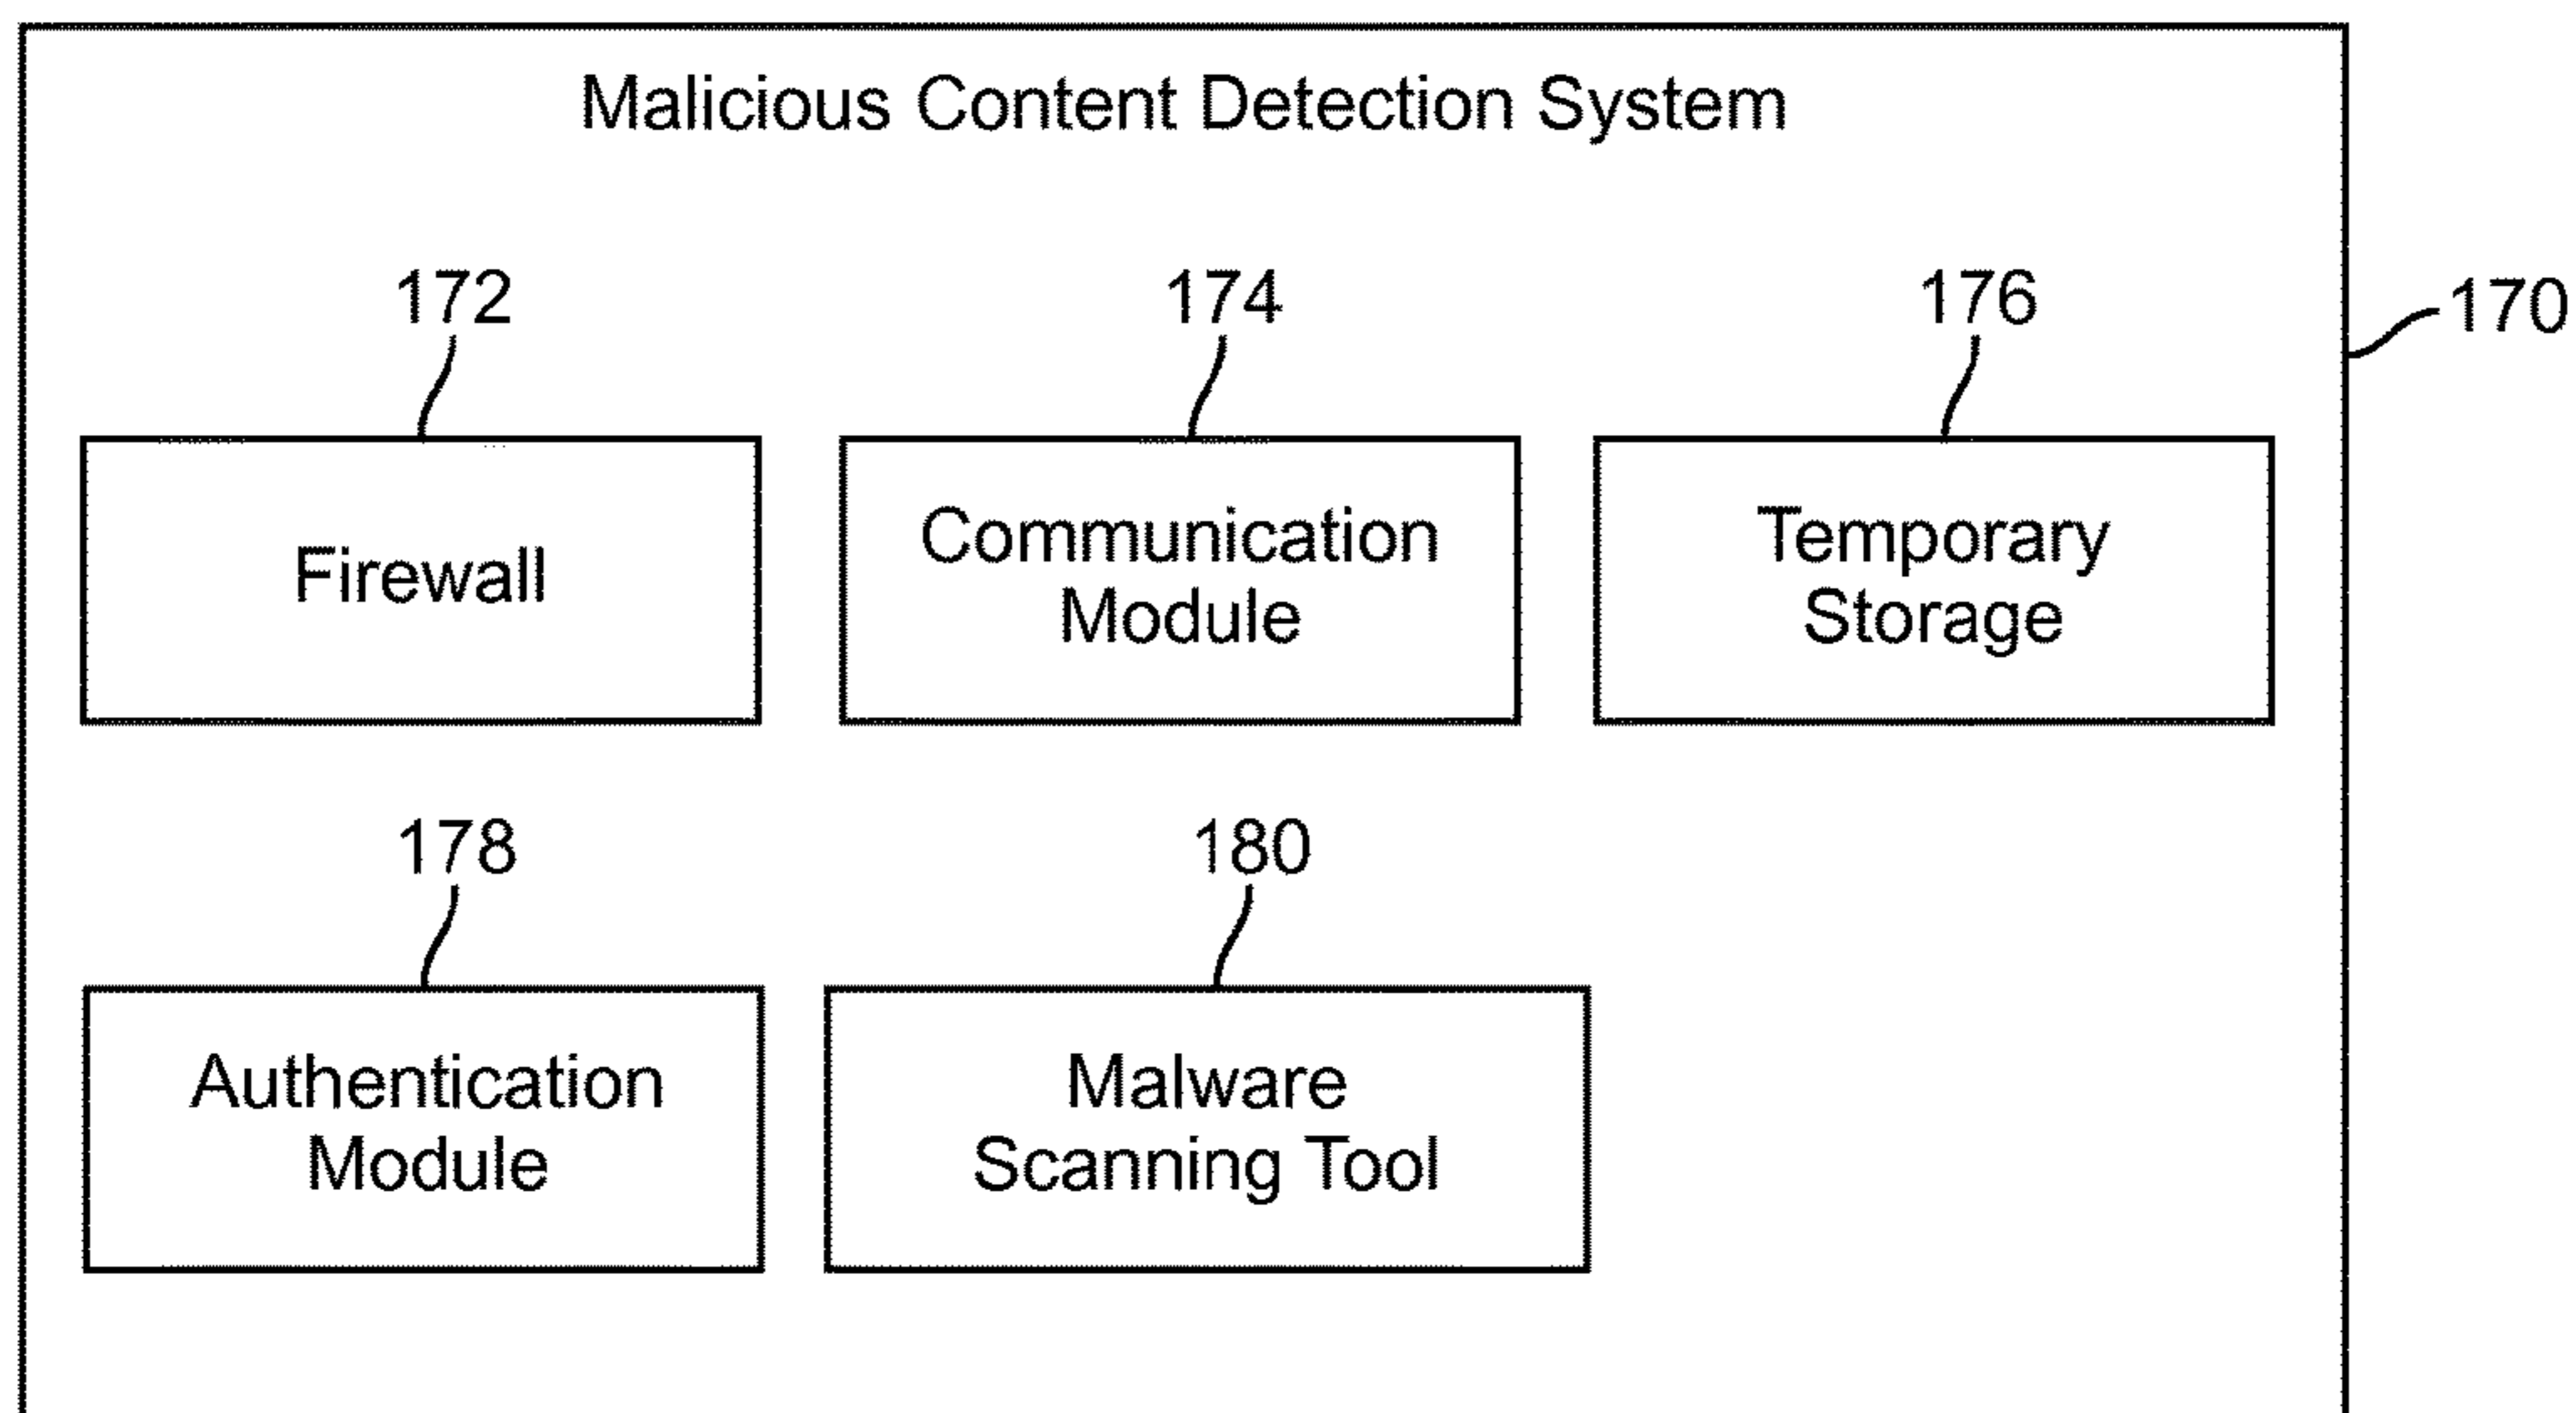 Malicious Content Detection System
172
174
176
170
Firewall
Communication
Module
Temporary
Storage
178
180
Authentication
Module
Malware
Scanning Tool